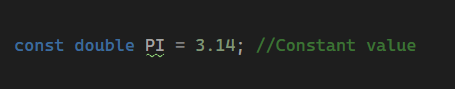 const double PI = 3.14; //Constant value